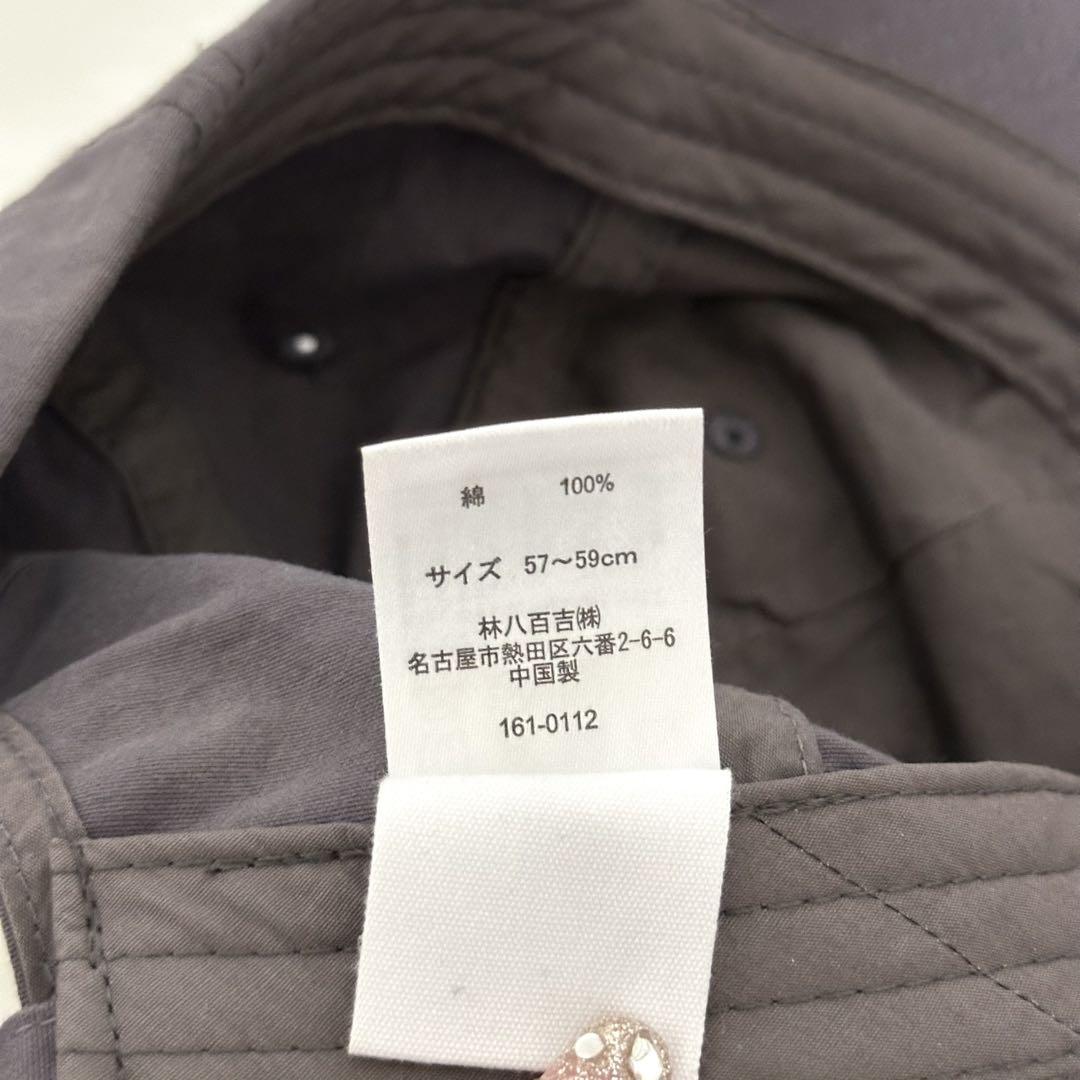 綿 100%
サイズ 57〜59cm
林八百吉㈱
名古屋市熱田区六番2-6-6
中国製
161-0112